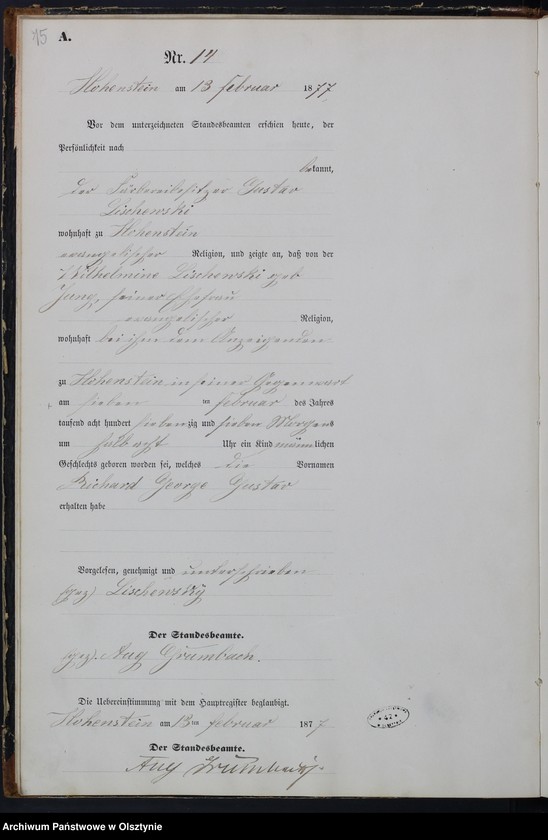 15
A.
Nr. 14
Hohenstein am 13 Februar 1877
Vor dem unterzeichneten Standesbeamten erschien heute, der
Persönlichkeit nach
bekannt,
der Färbereibesitzer Gustav
Lischewski
wohnhaft zu Hohenstein
evangelischer Religion, und zeigte an, daß von der
Wilhelmine Lischewski geb
Jung, seiner Ehefrau
evangelischer Religion,
wohnhaft bei ihm dem Anzeigenden
zu Hohenstein in seiner Gegenwart
am sieben ten Februar des Jahres
tausend acht hundert siebenzig und sieben Morgens
um halb acht Uhr ein Kind männlichen
Geschlechts geboren worden sei, welches die Vornamen
Richard George Gustav
erhalten habe
Vorgelesen, genehmigt und unterschrieben
(gez) Lischewsky
Der Standesbeamte.
(gez). Aug Grumbach.
Die Uebereinstimmung mit dem Hauptregister beglaubigt.
Hohenstein am 13ten Februar 1877
Der Standesbeamte.
Aug Grumbach
Archiwum Państwowe w Olsztynie